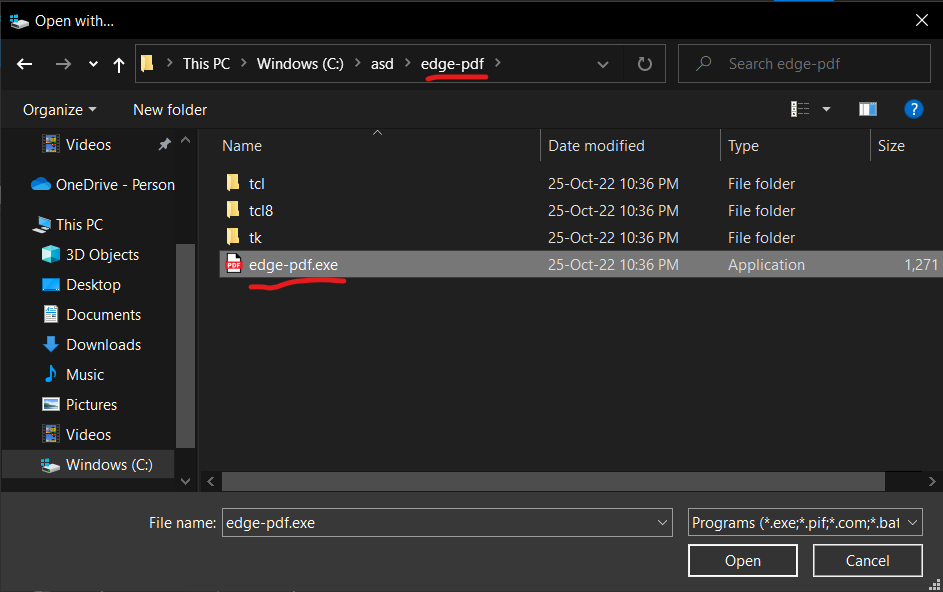 Open with...
This PC > Windows (C:) > asd > edge-pdf >
Search edge-pdf
Organize
New folder
?
Name
Date modified
Type
Size
Videos
OneDrive - Person
This PC
3D Objects
Desktop
Documents
Downloads
Music
Pictures
Videos
Windows (C:)
tcl 25-Oct-22 10:36 PM File folder
tcl8 25-Oct-22 10:36 PM File folder
tk 25-Oct-22 10:36 PM File folder
PDF edge-pdf.exe 25-Oct-22 10:36 PM Application 1,271
File name: edge-pdf.exe
Programs (*.exe;*.pif;*.com;*.bat
Open
Cancel